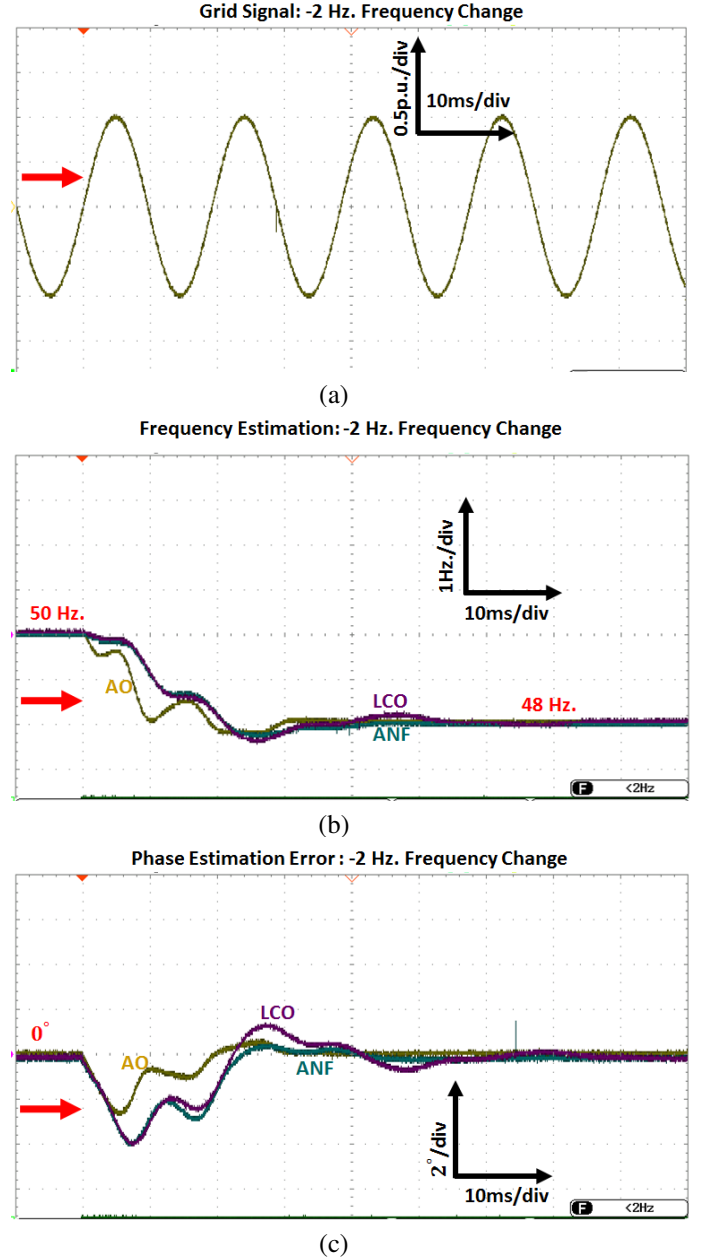 Grid Signal: -2 Hz. Frequency Change
0.5p.u./div
10ms/div
(a)
Frequency Estimation: -2 Hz. Frequency Change
1Hz./div
10ms/div
50 Hz.
AO
LCO
ANF
48 Hz.
F <2Hz
(b)
Phase Estimation Error : -2 Hz. Frequency Change
0°
AO
LCO
ANF
2°/div
10ms/div
F <2Hz
(c)